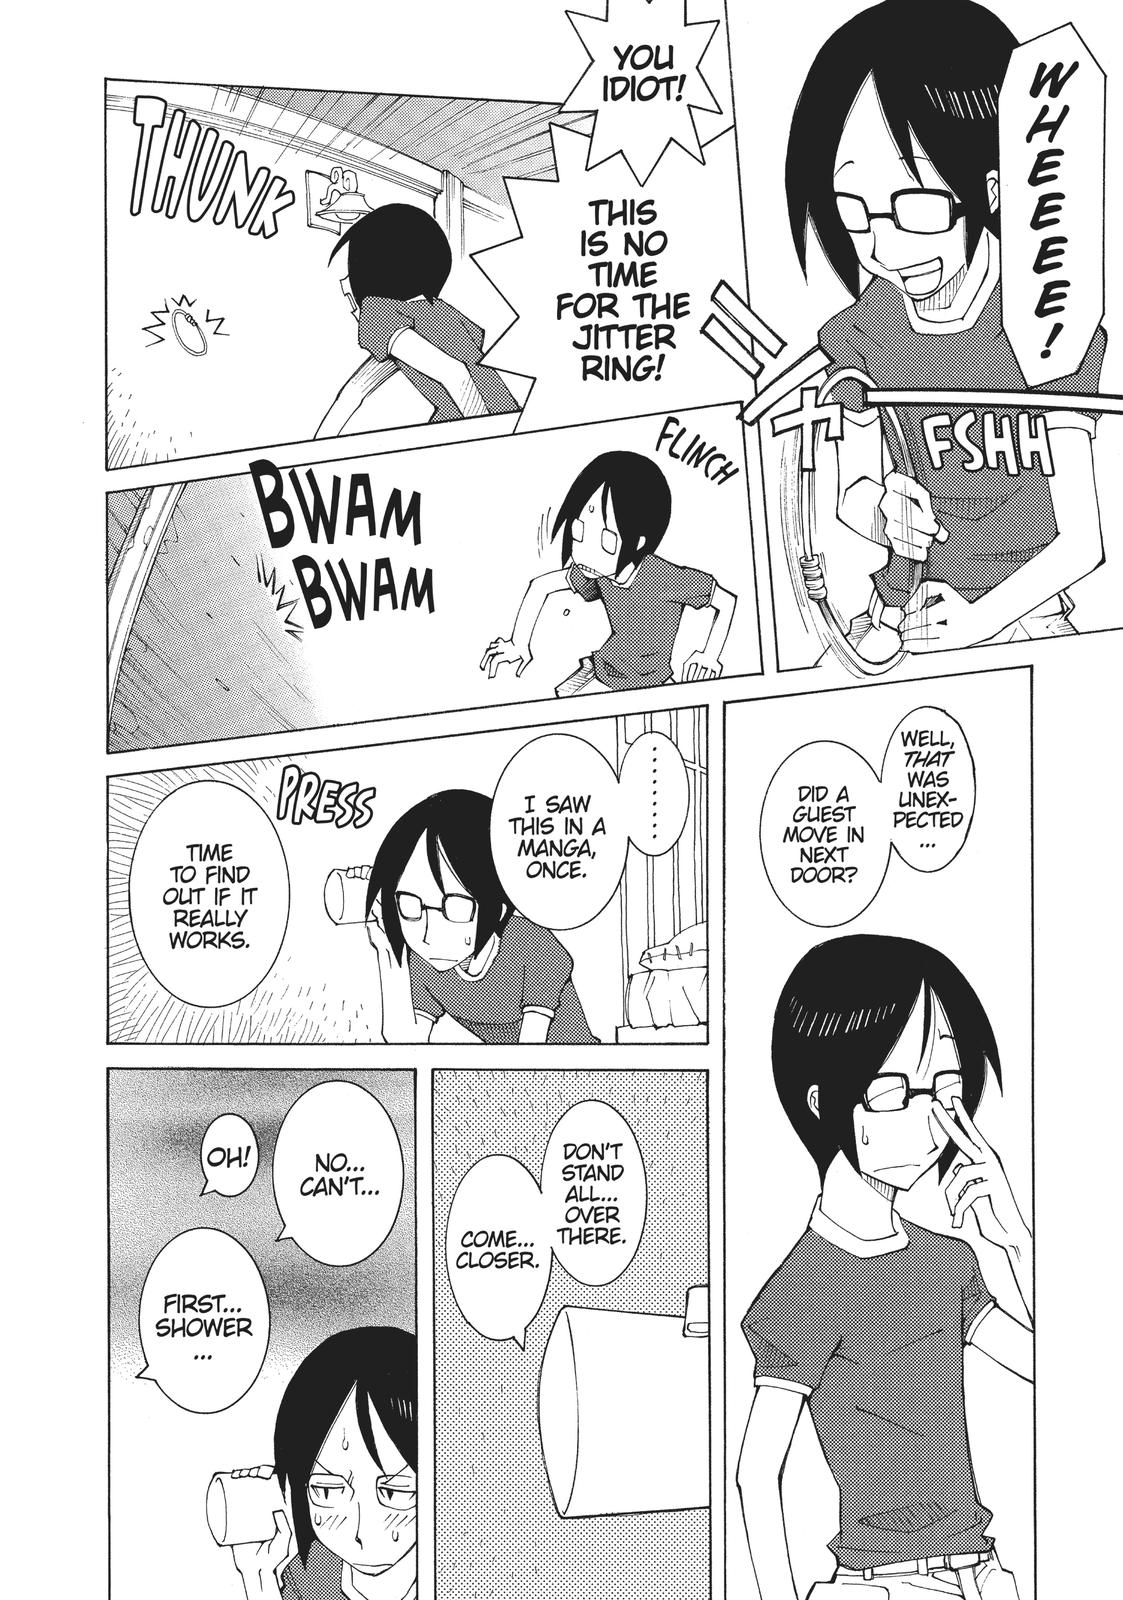 WHEEEE!
FSHH
サ
YOU
IDIOT!
THIS
IS NO
TIME
FOR THE
JITTER
RING!
THUNK
FLINCH
BWAM
BWAM
WELL,
THAT
WAS
UNEX-
PECTED
...
DID A
GUEST
MOVE IN
NEXT
DOOR?
.........
I SAW
THIS IN A
MANGA,
ONCE.
PRESS
TIME
TO FIND
OUT IF IT
REALLY
WORKS.
DON'T
STAND
ALL...
OVER
THERE.
COME...
CLOSER.
NO...
CAN'T...
OH!
FIRST...
SHOWER
...